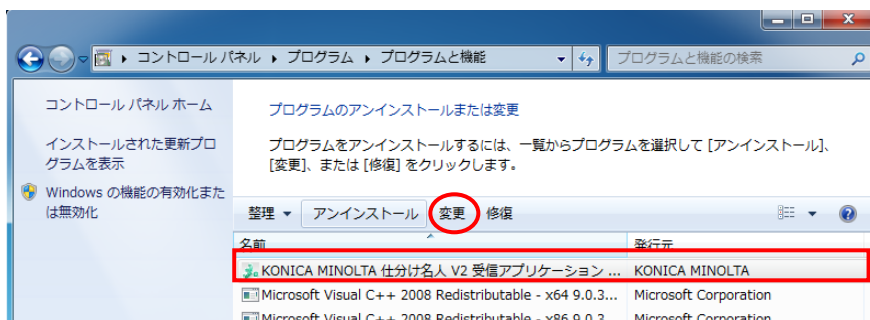 コントロール パネル ▸ プログラム ▸ プログラムと機能
プログラムと機能の検索
コントロール パネル ホーム
インストールされた更新プロ
グラムを表示
Windows の機能の有効化また
は無効化
プログラムのアンインストールまたは変更
プログラムをアンインストールするには、一覧からプログラムを選択して [アンインストール]、
[変更]、または [修復] をクリックします。
整理 アンインストール 変更 修復
名前 発行元
KONICA MINOLTA 仕分け名人 V2 受信アプリケーション ... KONICA MINOLTA
Microsoft Visual C++ 2008 Redistributable - x64 9.0.3... Microsoft Corporation
Microsoft Visual C++ 2008 Redistributable - x86 9.0.3... Microsoft Corporation